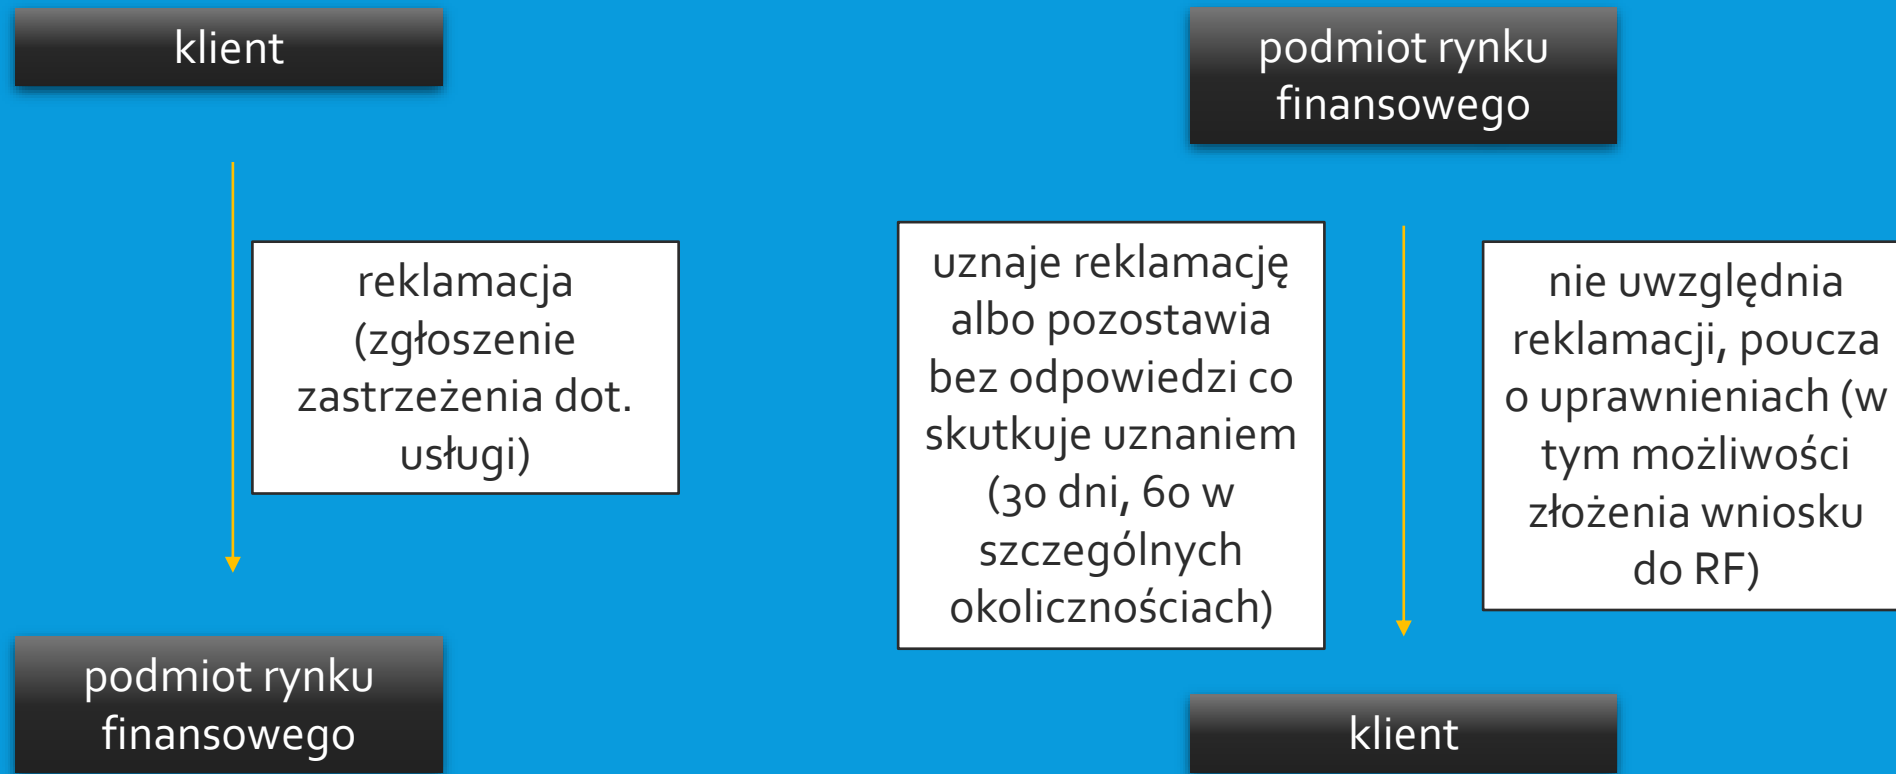 klient
reklamacja
(zgłoszenie
zastrzeżenia dot.
usługi)
podmiot rynku
finansowego
podmiot rynku
finansowego
uznaje reklamację
albo pozostawia
bez odpowiedzi co
skutkuje uznaniem
(30 dni, 60 w
szczególnych
okolicznościach)
nie uwzględnia
reklamacji, poucza
o uprawnieniach (w
tym możliwości
złożenia wniosku
do RF)
klient